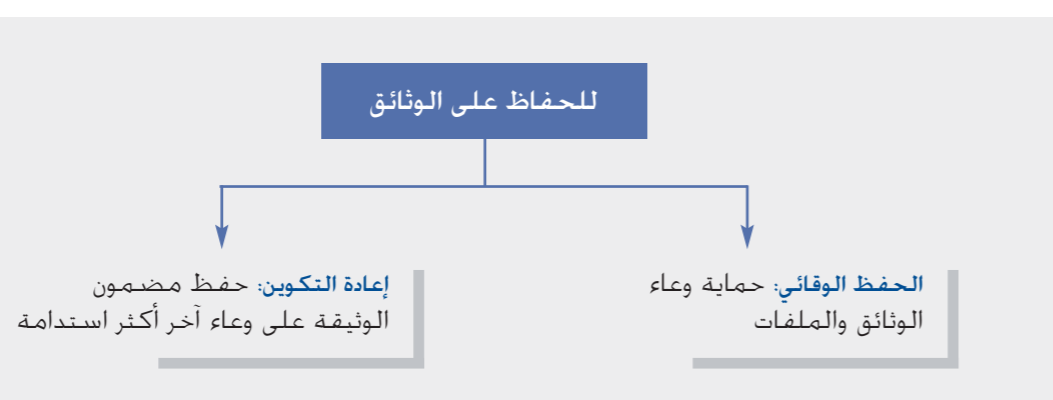 للحفاظ على الوثائق
الحفظ الوقائي: حماية وعاء
الوثائق والملفات
إعادة التكوين: حفظ مضمون
الوثيقة على وعاء آخر أكثر استدامة